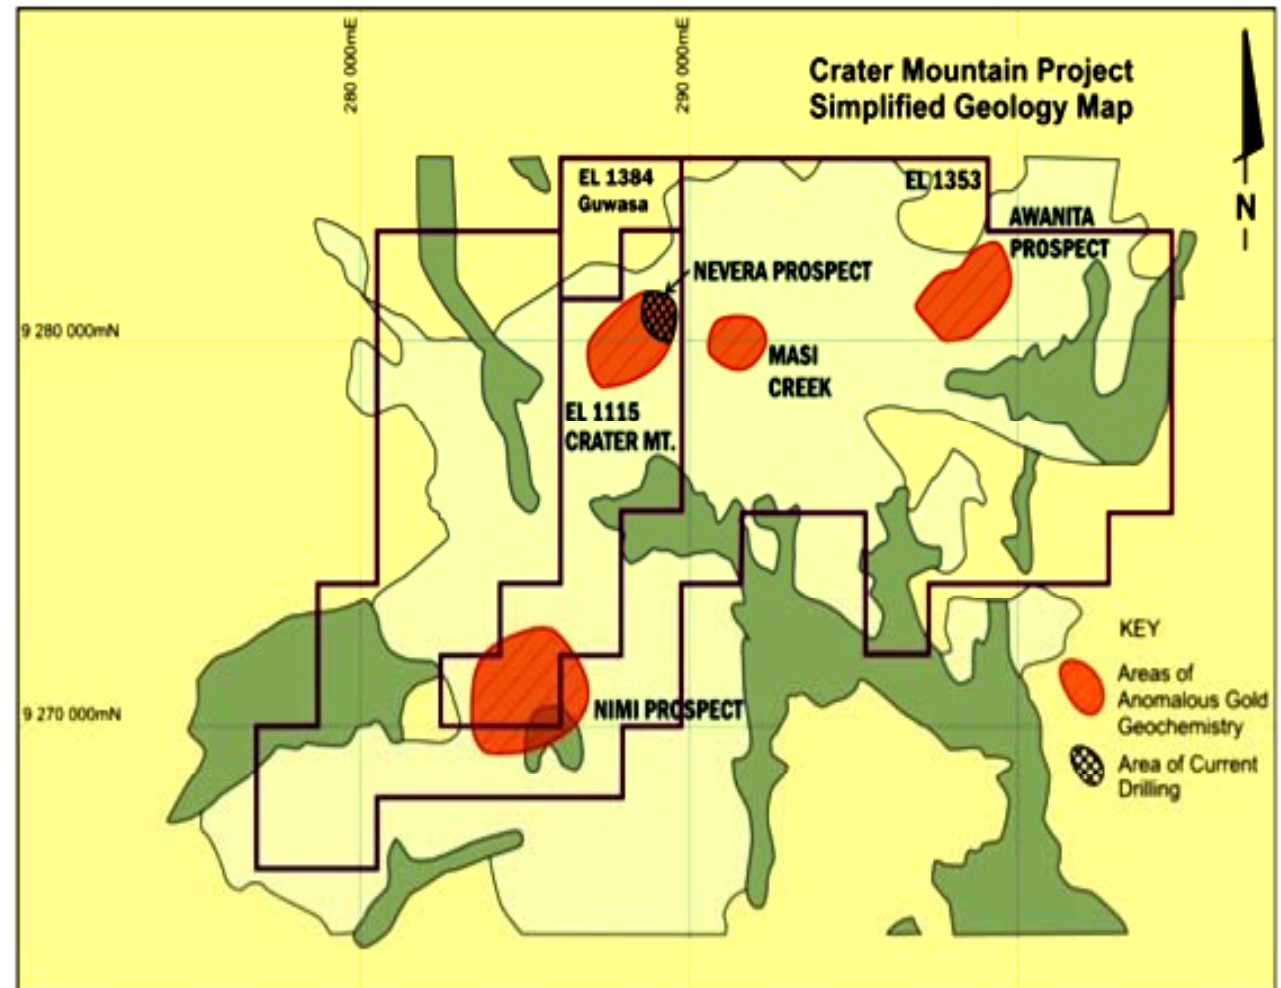 280 000mE
290 000mE
Crater Mountain Project
Simplified Geology Map
N
EL 1384
Guwasa
EL 1353
AWANITA
PROSPECT
NEVERA PROSPECT
9 280 000mN
MASI
CREEK
EL 1115
CRATER MT.
NIMI PROSPECT
9 270 000mN
KEY
Areas of
Anomalous Gold
Geochemistry
Area of Current
Drilling